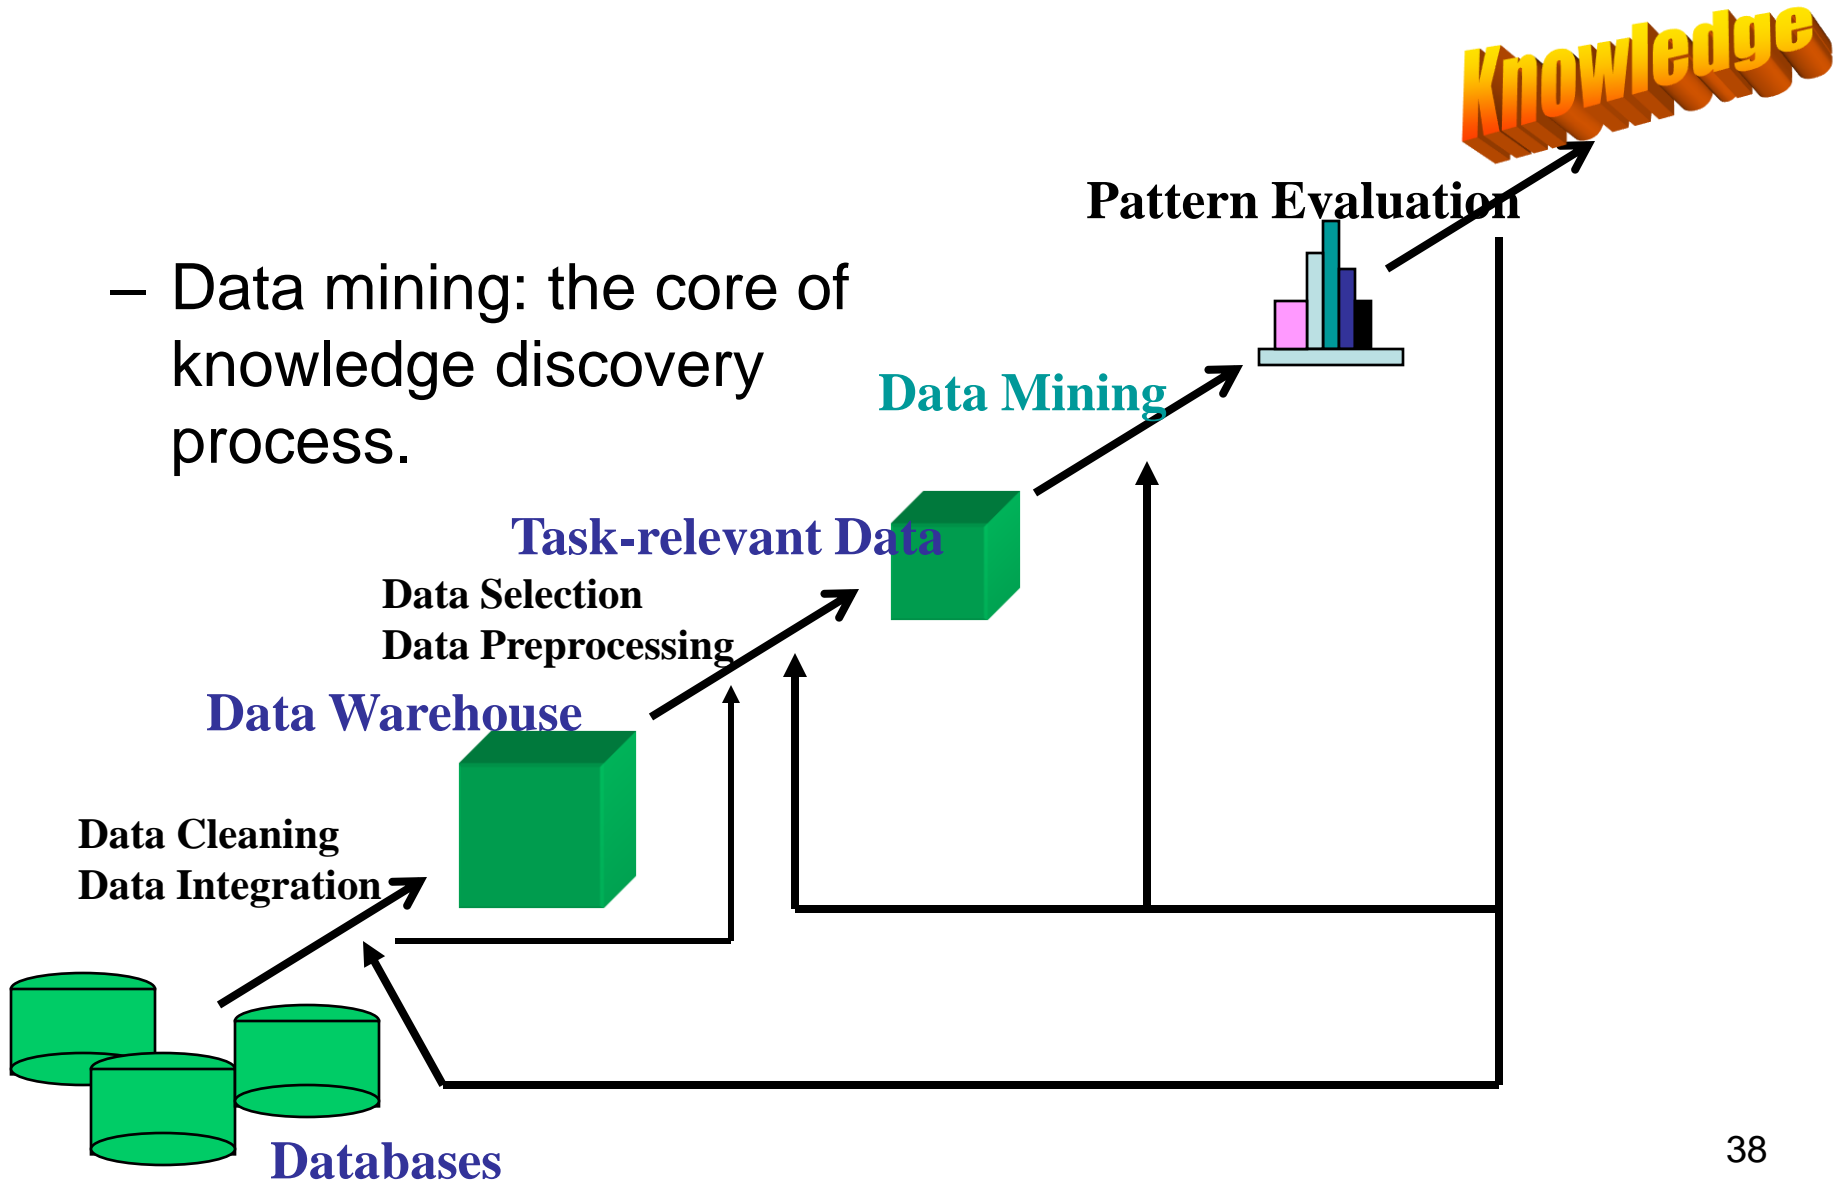 Knowledge
Pattern Evaluation
– Data mining: the core of
knowledge discovery
process.
Data Mining
Task-relevant Data
Data Selection
Data Preprocessing
Data Warehouse
Data Cleaning
Data Integration
Databases
38